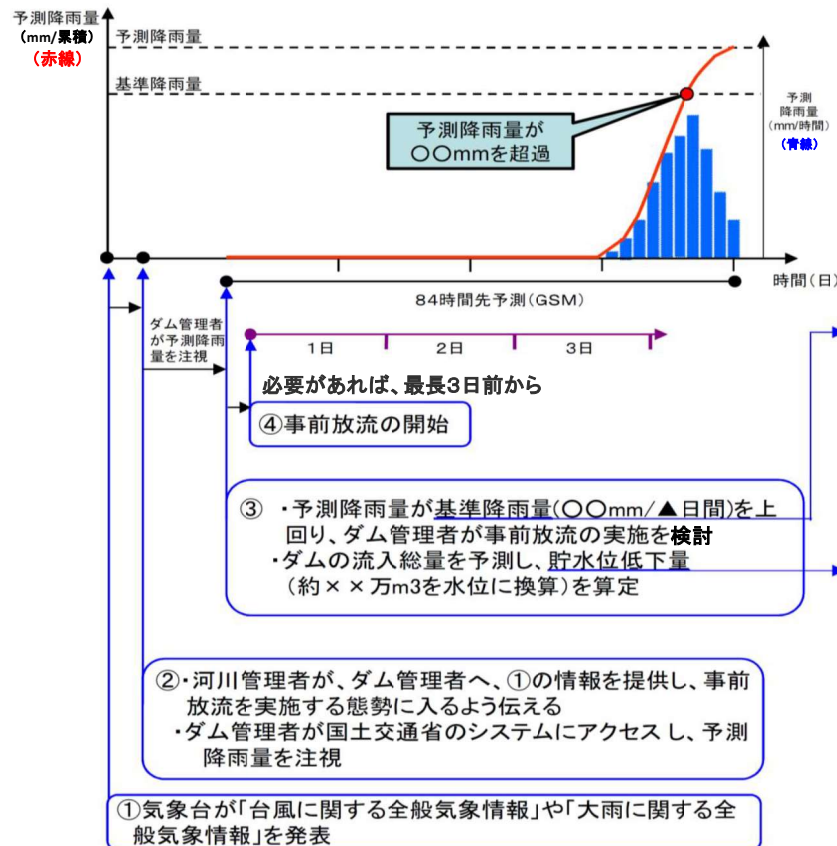 予測降雨量
(mm/累積)
(赤線)
予測降雨量
基準降雨量
予測
降雨量
(mm/時間)
(青線)
予測降雨量が
〇〇mmを超過
時間(日)
84時間先予測(GSM)
ダム管理者
が予測降雨
量を注視
1日
2日
3日
必要があれば、最長3日前から
④事前放流の開始
③ ・予測降雨量が基準降雨量(〇〇mm/▲日間)を上
回り、ダム管理者が事前放流の実施を検討
・ダムの流入総量を予測し、貯水位低下量
(約××万m3を水位に換算)を算定
②・河川管理者が、ダム管理者へ、①の情報を提供し、事前
放流を実施する態勢に入るよう伝える
・ダム管理者が国土交通省のシステムにアクセスし、予測
降雨量を注視
①気象台が「台風に関する全般気象情報」や「大雨に関する全
般気象情報」を発表